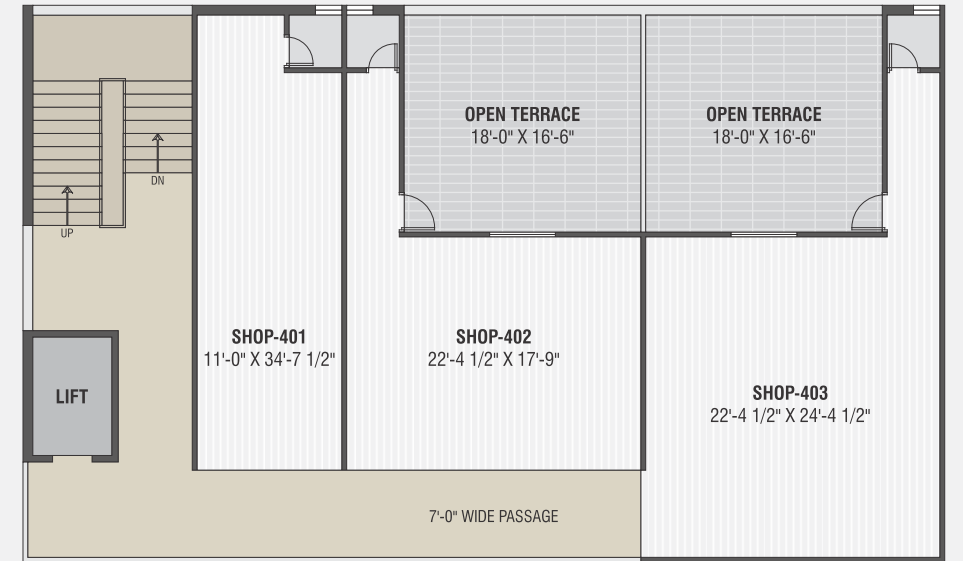 OPEN TERRACE
18'-0" X 16'-6"
OPEN TERRACE
18'-0" X 16'-6"
DN
UP
SHOP-401
11'-0" X 34'-7 1/2"
SHOP-402
22'-4 1/2" X 17'-9"
LIFT
SHOP-403
22'-4 1/2" X 24'-4 1/2"
7'-0" WIDE PASSAGE